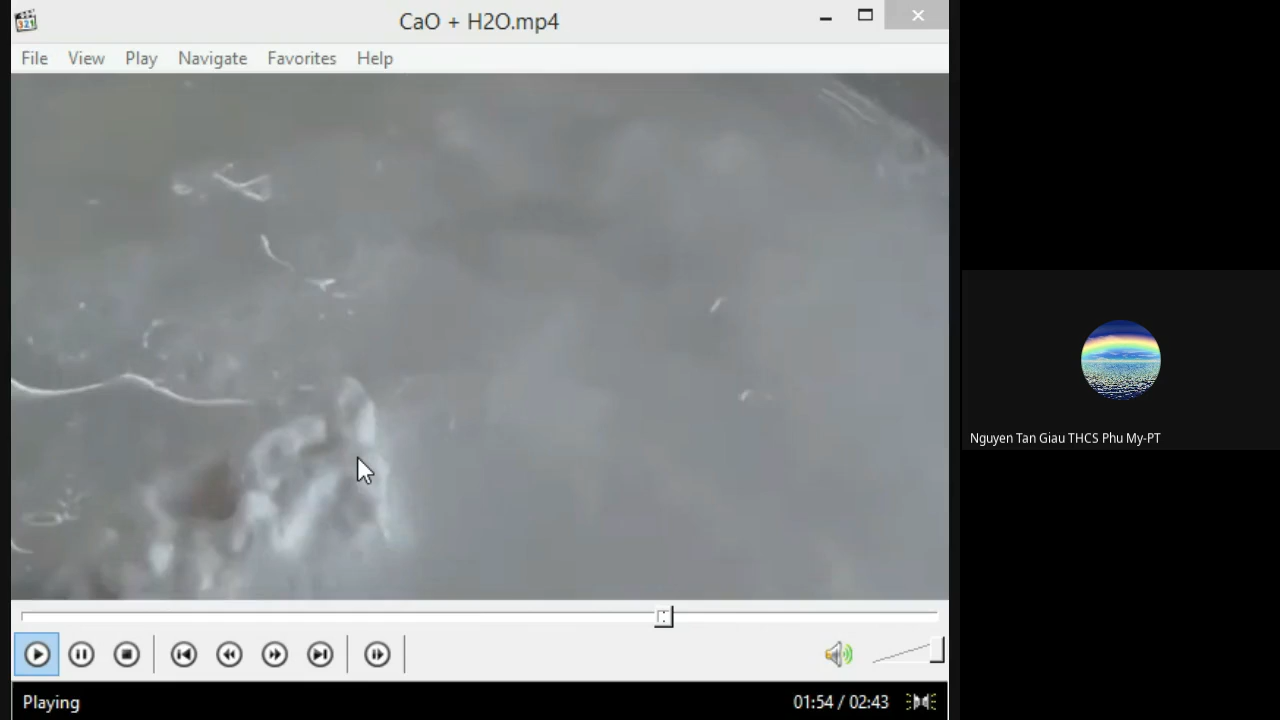 CaO + H2O.mp4
File View Play Navigate Favorites Help
Nguyen Tan Giau THCS Phu My-PT
Playing
01:54 / 02:43